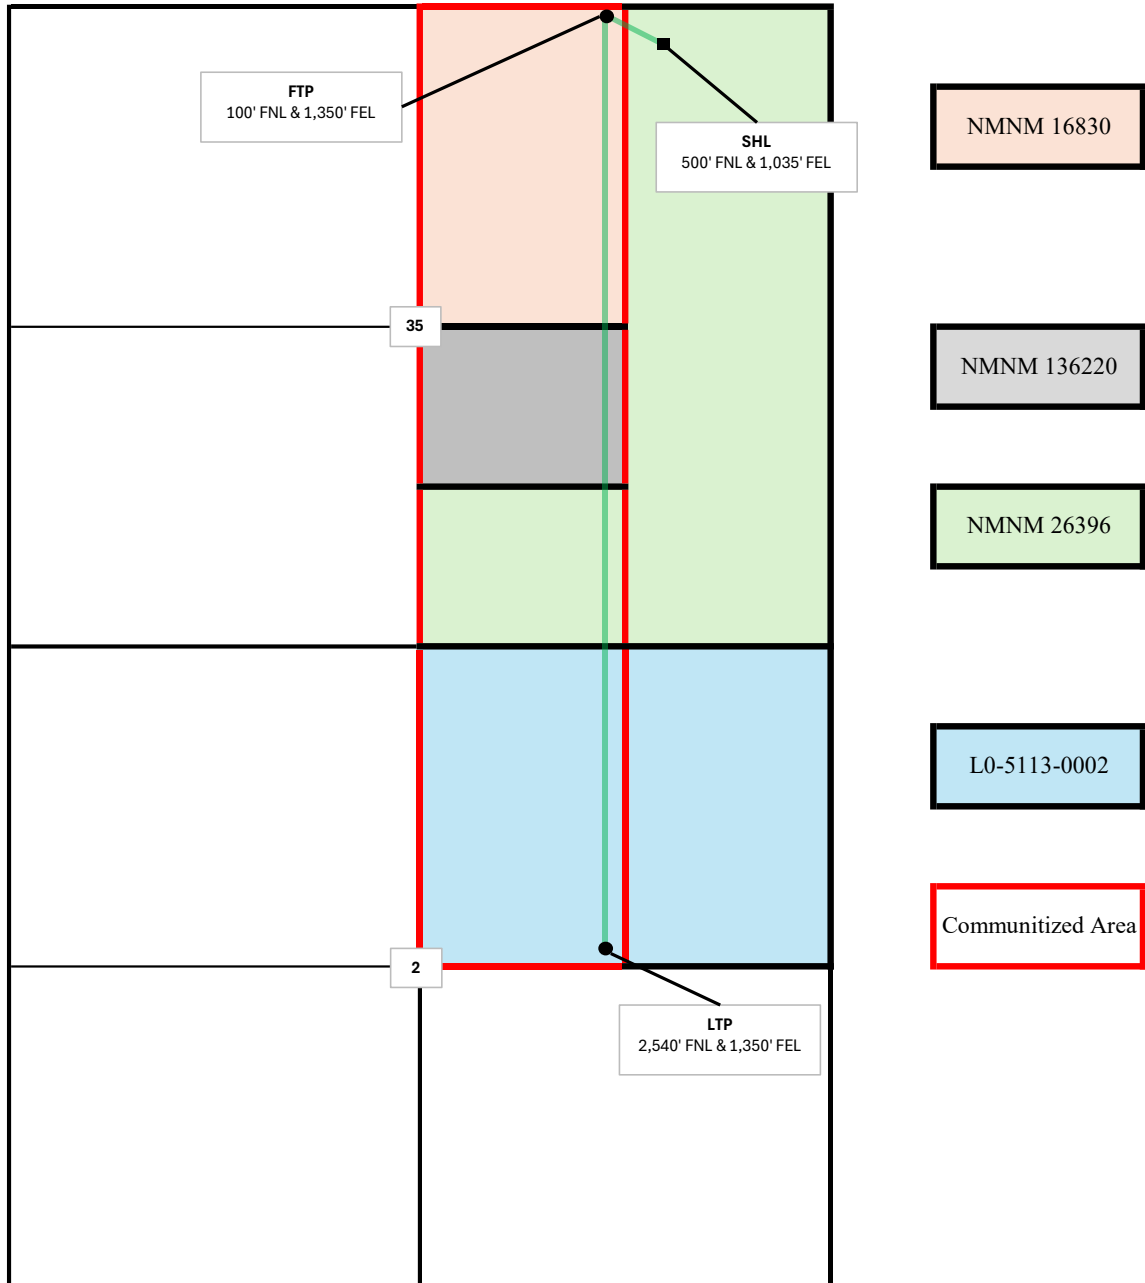 FTP
100' FNL & 1,350' FEL
SHL
500' FNL & 1,035' FEL
NMNM 16830
35
NMNM 136220
NMNM 26396
L0-5113-0002
Communitized Area
2
LTP
2,540' FNL & 1,350' FEL